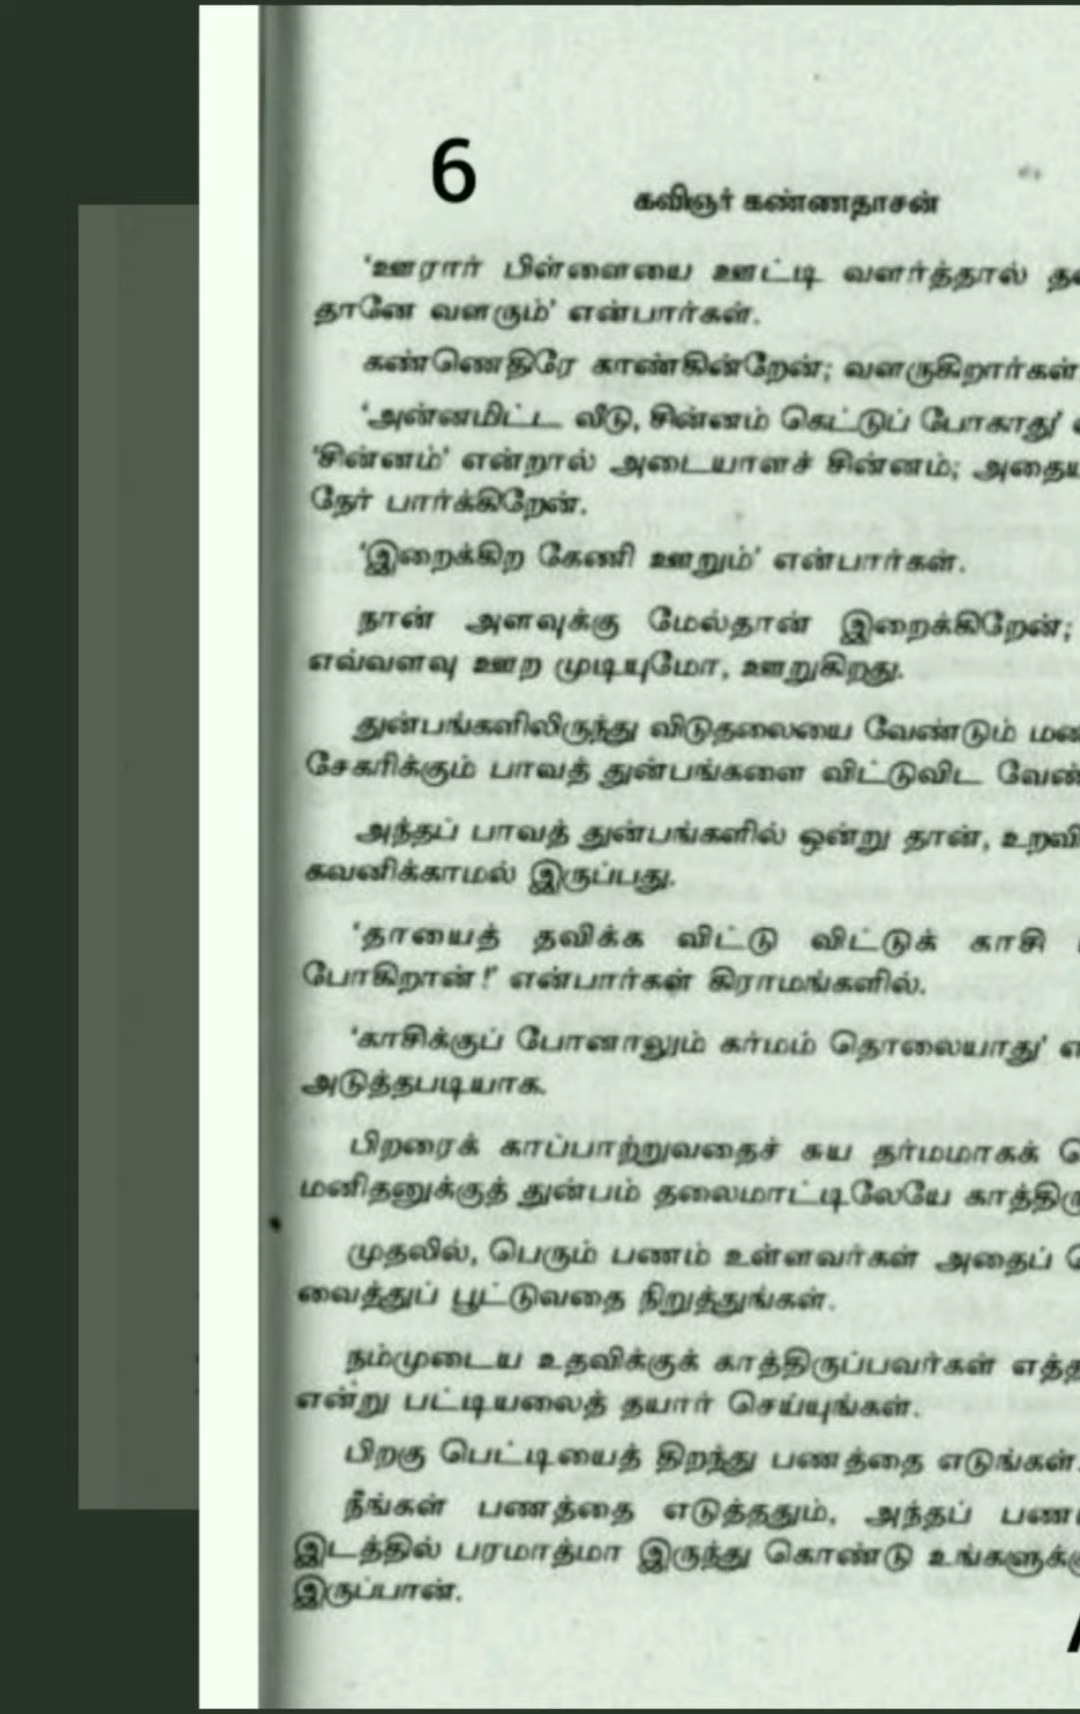 6
கவிஞர் கண்ணதாசன்
'ஊரார் பிள்ளையை ஊட்டி வளர்த்தால்
தானே வளரும்' என்பார்கள்.
கண்ணெதிரே காண்கின்றேன்; வளருகிறார்கள்
'அன்னமிட்ட வீடு, சின்னம் கெட்டுப் போகாது'
'சின்னம்' என்றால் அடையாளச் சின்னம்;
நேர் பார்க்கிறேன்.
'இறைக்கிற கேணி ஊறும்' என்பார்கள்.
நான் அளவுக்கு மேல்தான் இறைக்கிறேன்;
எவ்வளவு ஊற முடியுமோ, ஊறுகிறது.
துன்பங்களிலிருந்து விடுதலையை வேண்டும்
சேகரிக்கும் பாவத் துன்பங்களை விட்டுவிட
அந்தப் பாவத் துன்பங்களில் ஒன்று தான்,
கவனிக்காமல் இருப்பது.
'தாயைத் தவிக்க விட்டு விட்டுக் காசி
போகிறான்!' என்பார்கள் கிராமங்களில்.
'காசிக்குப் போனாலும் கர்மம் தொலையாது'
அடுத்தபடியாக.
பிறரைக் காப்பாற்றுவதைச் சுய தர்மமாகக்
மனிதனுக்குத் துன்பம் தலைமாட்டிலேயே
முதலில், பெரும் பணம் உள்ளவர்கள் அதைப்
வைத்துப் பூட்டுவதை நிறுத்துங்கள்.
நம்முடைய உதவிக்குக் காத்திருப்பவர்கள்
என்று பட்டியலைத் தயார் செய்யுங்கள்.
பிறகு பெட்டியைத் திறந்து பணத்தை எடுங்கள்.
நீங்கள் பணத்தை எடுத்ததும், அந்தப்
இடத்தில் பரமாத்மா இருந்து கொண்டு
இருப்பான்.